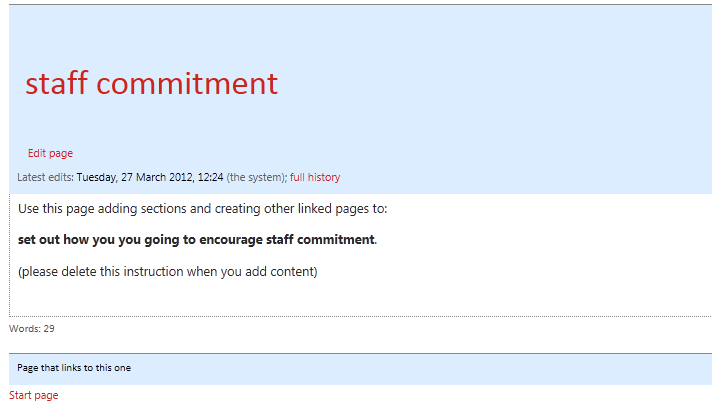 staff commitment
Edit page
Latest edits: Tuesday, 27 March 2012, 12:24 (the system); full history
Use this page adding sections and creating other linked pages to:
set out how you you going to encourage staff commitment.
(please delete this instruction when you add content)
Words: 29
Page that links to this one
Start page